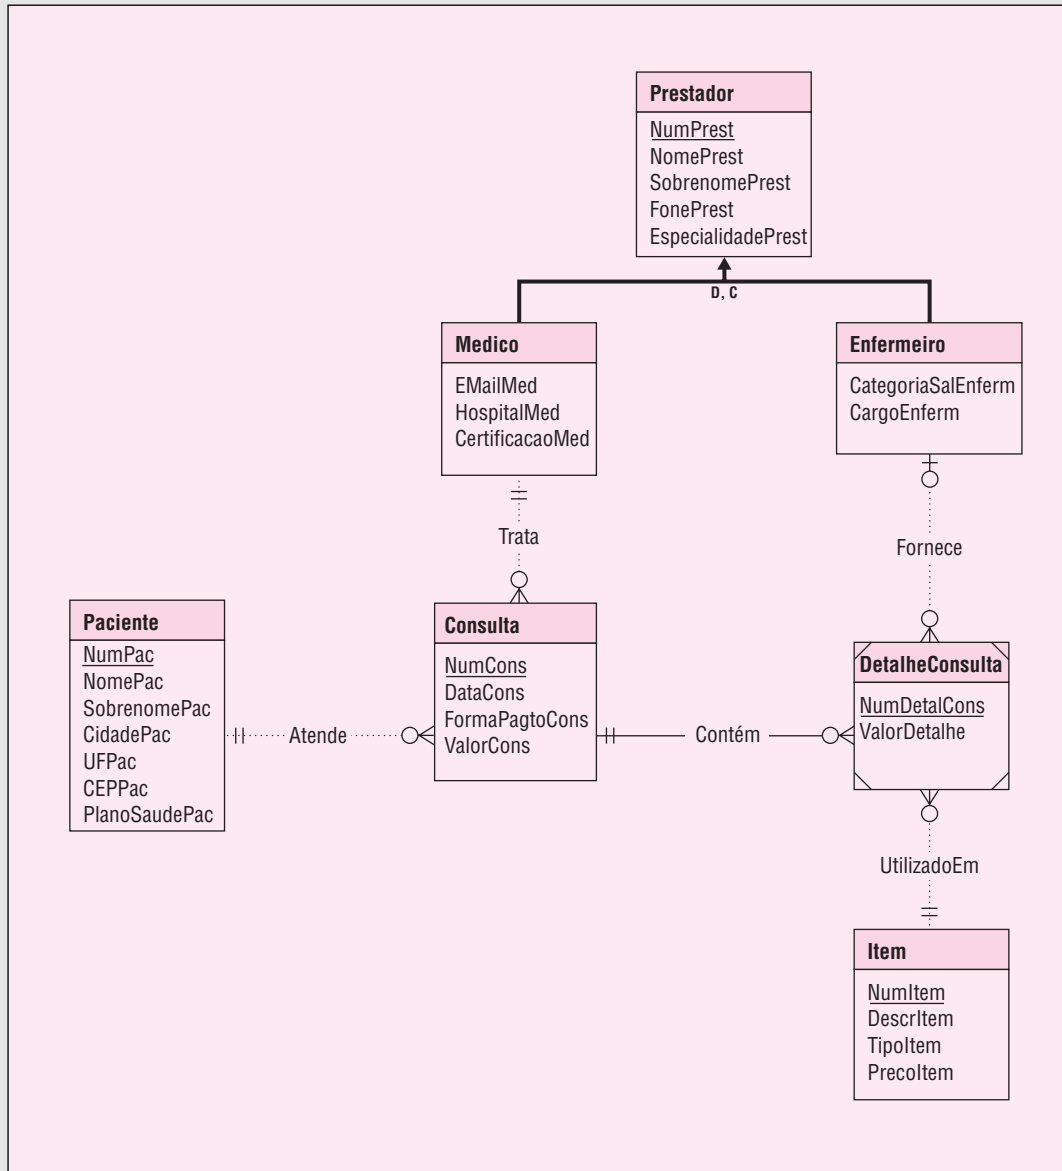 Prestador
NumPrest
NomePrest
SobrenomePrest
FonePrest
EspecialidadePrest
D, C
Medico
EMailMed
HospitalMed
CertificacaoMed
Enfermeiro
CategoriaSalEnferm
CargoEnferm
Trata
Fornece
Paciente
NumPac
NomePac
SobrenomePac
CidadePac
UFPac
CEPPac
PlanoSaudePac
Atende
Consulta
NumCons
DataCons
FormaPagtoCons
ValorCons
Contém
DetalheConsulta
NumDetalCons
ValorDetalhe
UtilizadoEm
Item
NumItem
DescrItem
TipoItem
PrecoItem